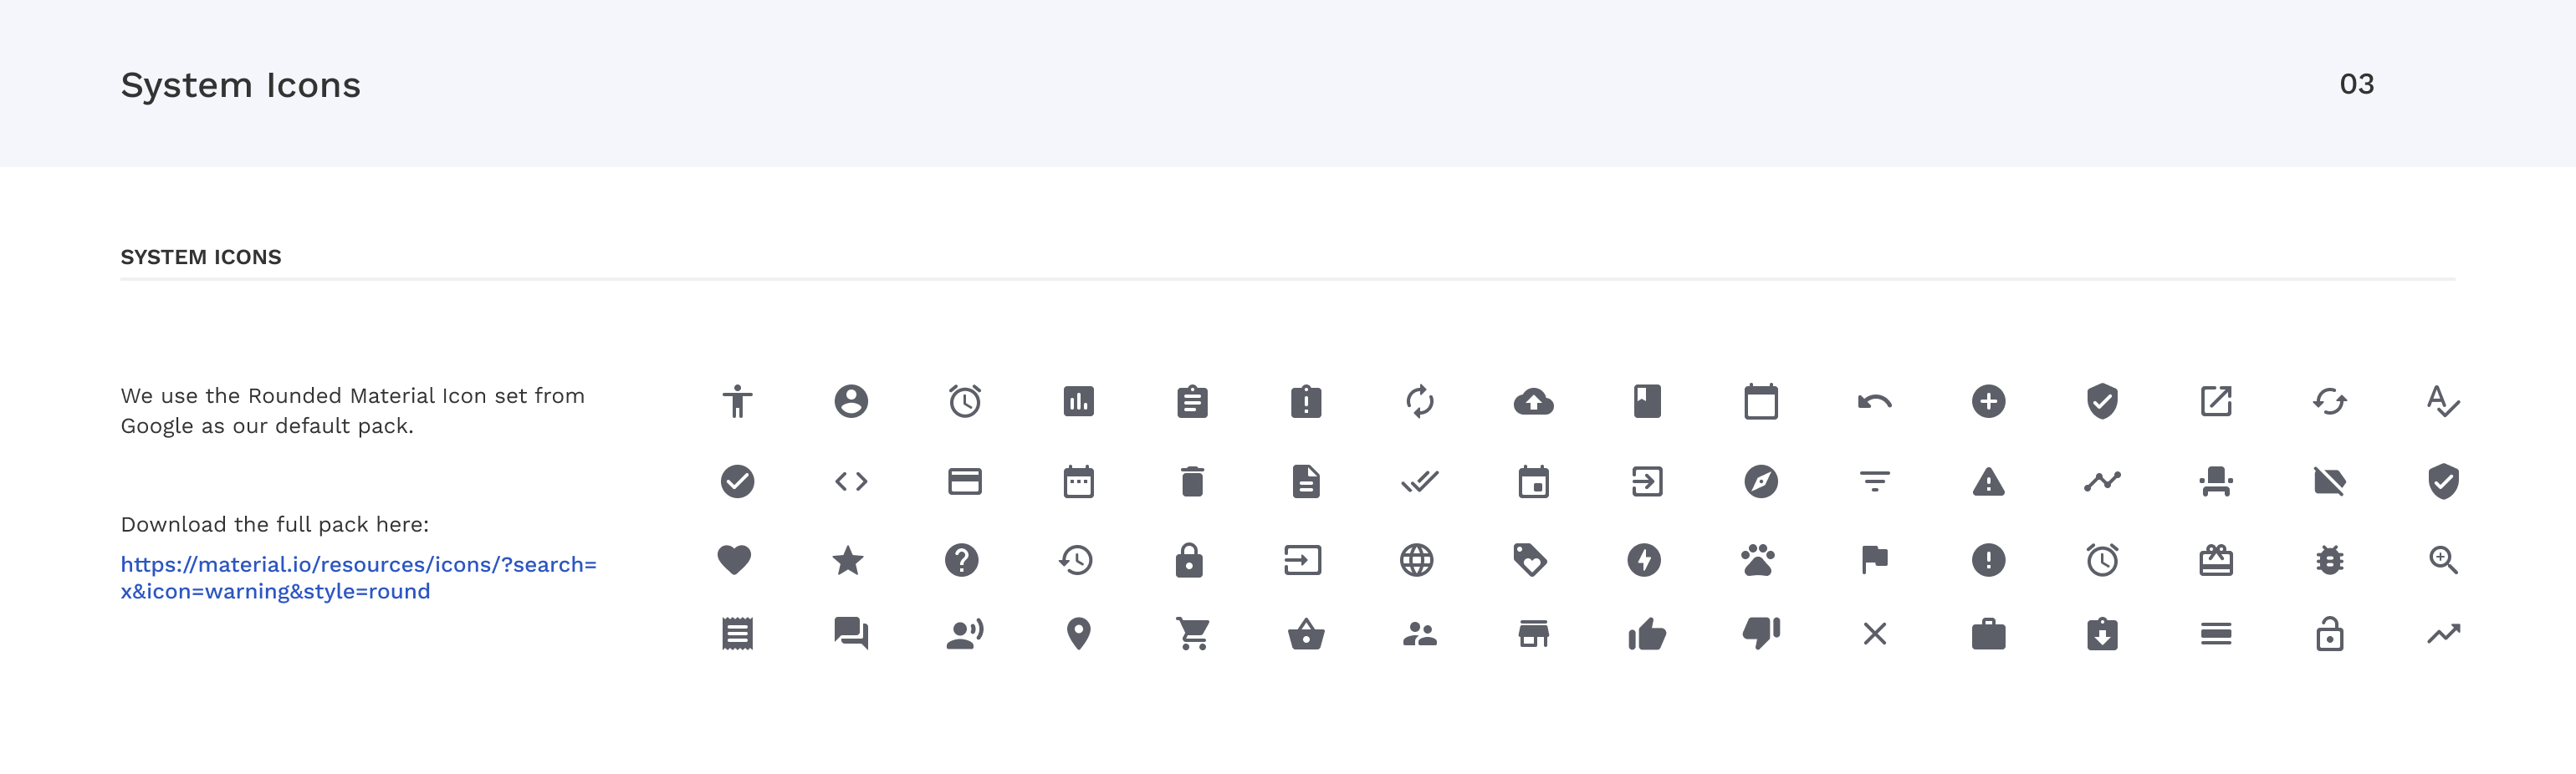 System Icons
03
SYSTEM ICONS
We use the Rounded Material Icon set from
Google as our default pack.
Download the full pack here:
https://material.io/resources/icons/?search=
x&icon=warning&style=round